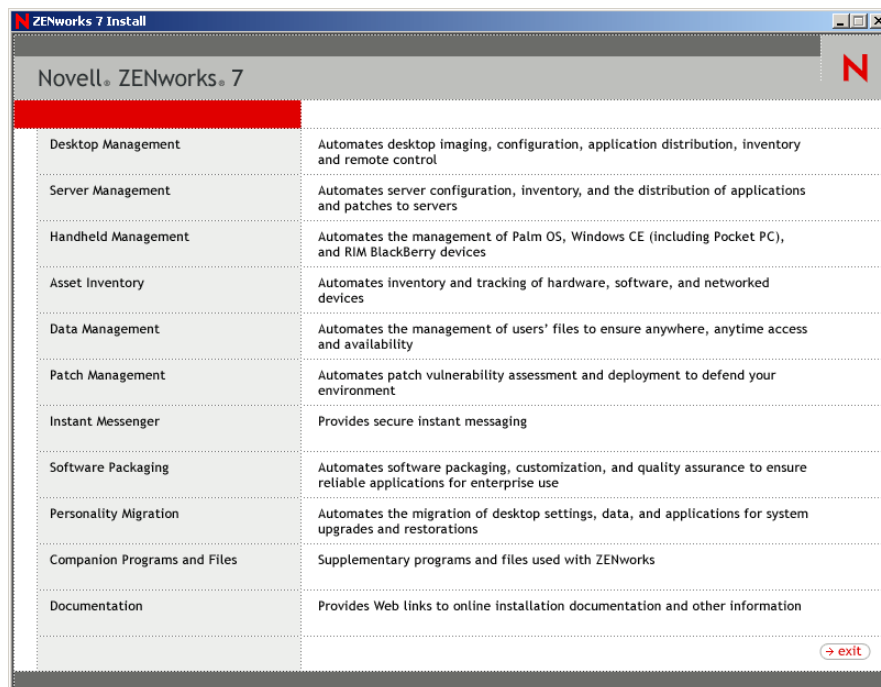 N ZENworks 7 Install
Novell® ZENworks® 7
N
Desktop Management
Automates desktop imaging, configuration, application distribution, inventory
and remote control
Server Management
Automates server configuration, inventory, and the distribution of applications
and patches to servers
Handheld Management
Automates the management of Palm OS, Windows CE (including Pocket PC),
and RIM BlackBerry devices
Asset Inventory
Automates inventory and tracking of hardware, software, and networked
devices
Data Management
Automates the management of users’ files to ensure anywhere, anytime access
and availability
Patch Management
Automates patch vulnerability assessment and deployment to defend your
environment
Instant Messenger
Provides secure instant messaging
Software Packaging
Automates software packaging, customization, and quality assurance to ensure
reliable applications for enterprise use
Personality Migration
Automates the migration of desktop settings, data, and applications for system
upgrades and restorations
Companion Programs and Files
Supplementary programs and files used with ZENworks
Documentation
Provides Web links to online installation documentation and other information
→ exit